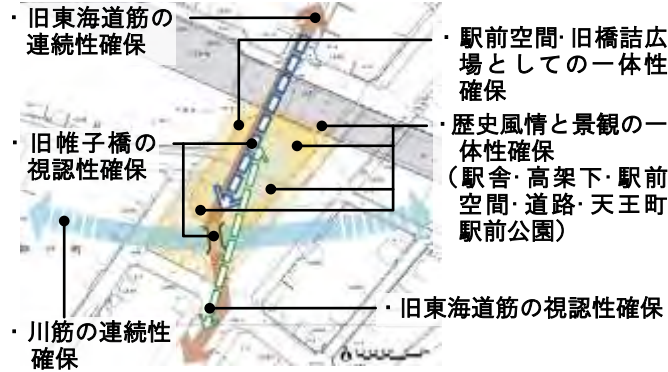 ・旧東海道筋の
連続性確保
・旧帷子橋の
視認性確保
・川筋の連続性
確保
・駅前空間・旧橋詰広
場としての一体性
確保
・歴史風情と景観の一
体性確保
（駅舎・高架下・駅前
空間・道路・天王町
駅前公園）
・旧東海道筋の視認性確保